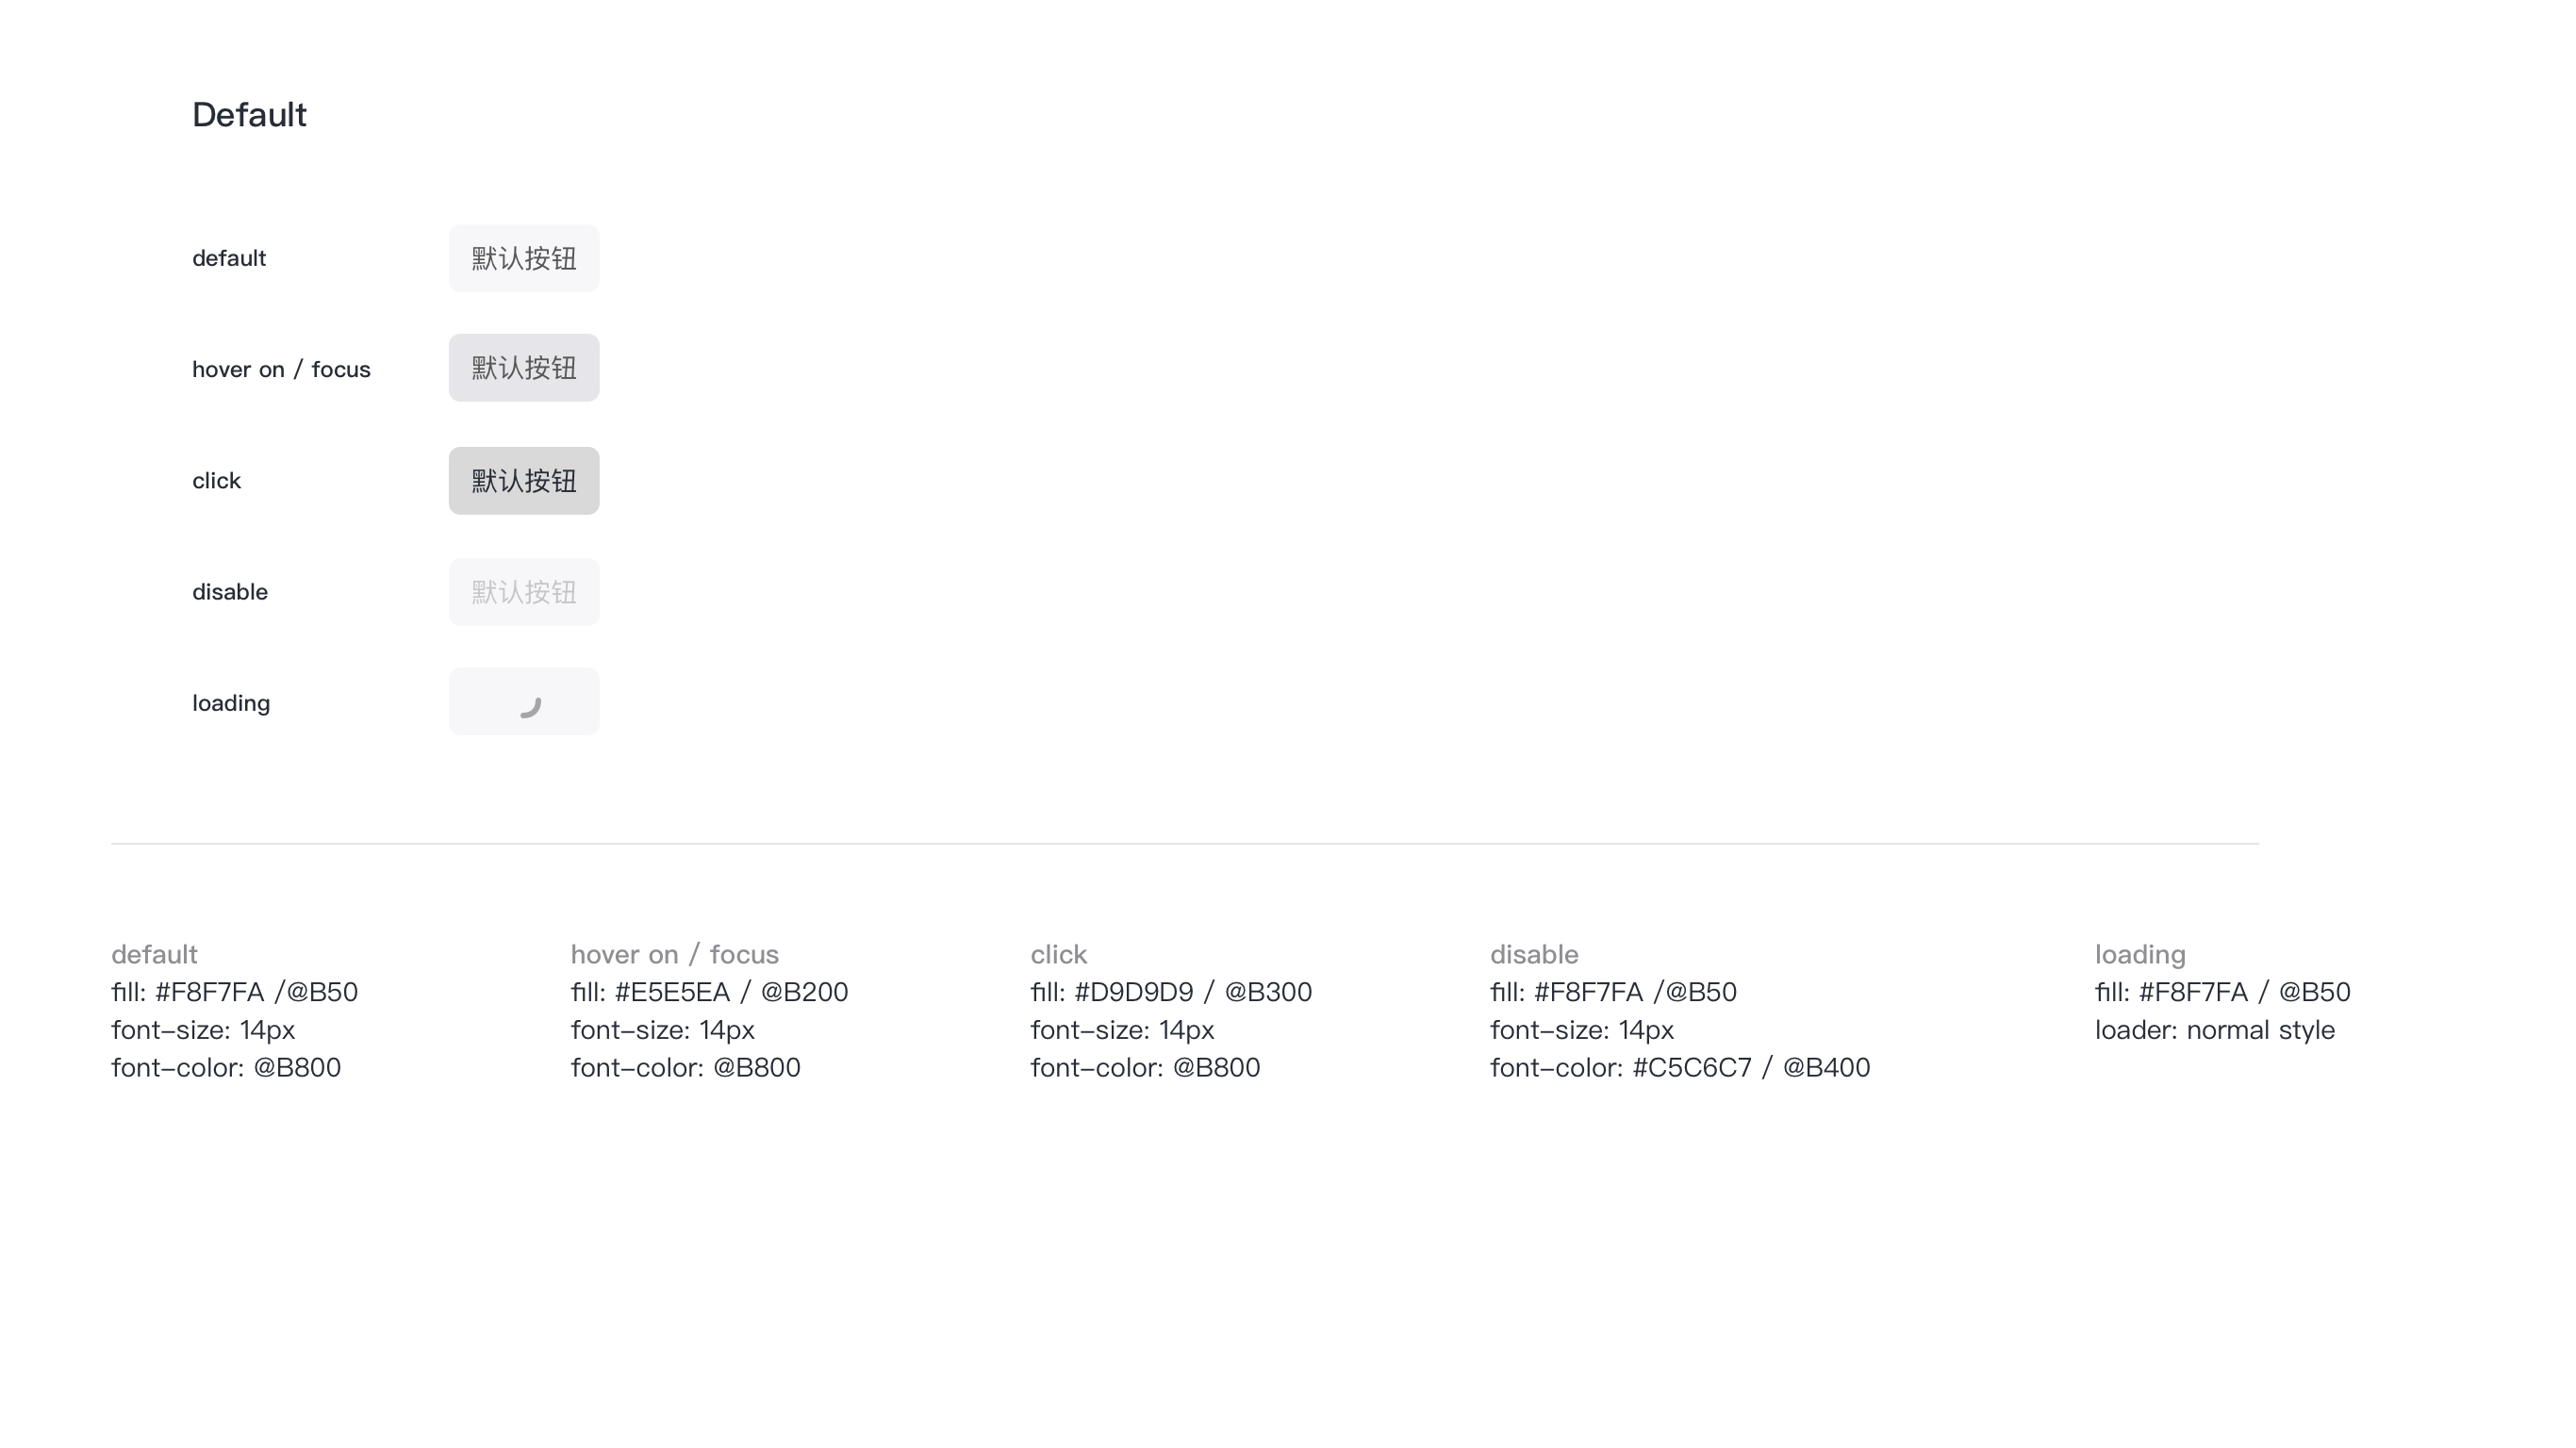 Default
default 默认按钮
hover on / focus 默认按钮
click 默认按钮
disable 默认按钮
loading
default
fill: #F8F7FA /@B50
font-size: 14px
font-color: @B800
hover on / focus
fill: #E5E5EA / @B200
font-size: 14px
font-color: @B800
click
fill: #D9D9D9 / @B300
font-size: 14px
font-color: @B800
disable
fill: #F8F7FA /@B50
font-size: 14px
font-color: #C5C6C7 / @B400
loading
fill: #F8F7FA / @B50
loader: normal style